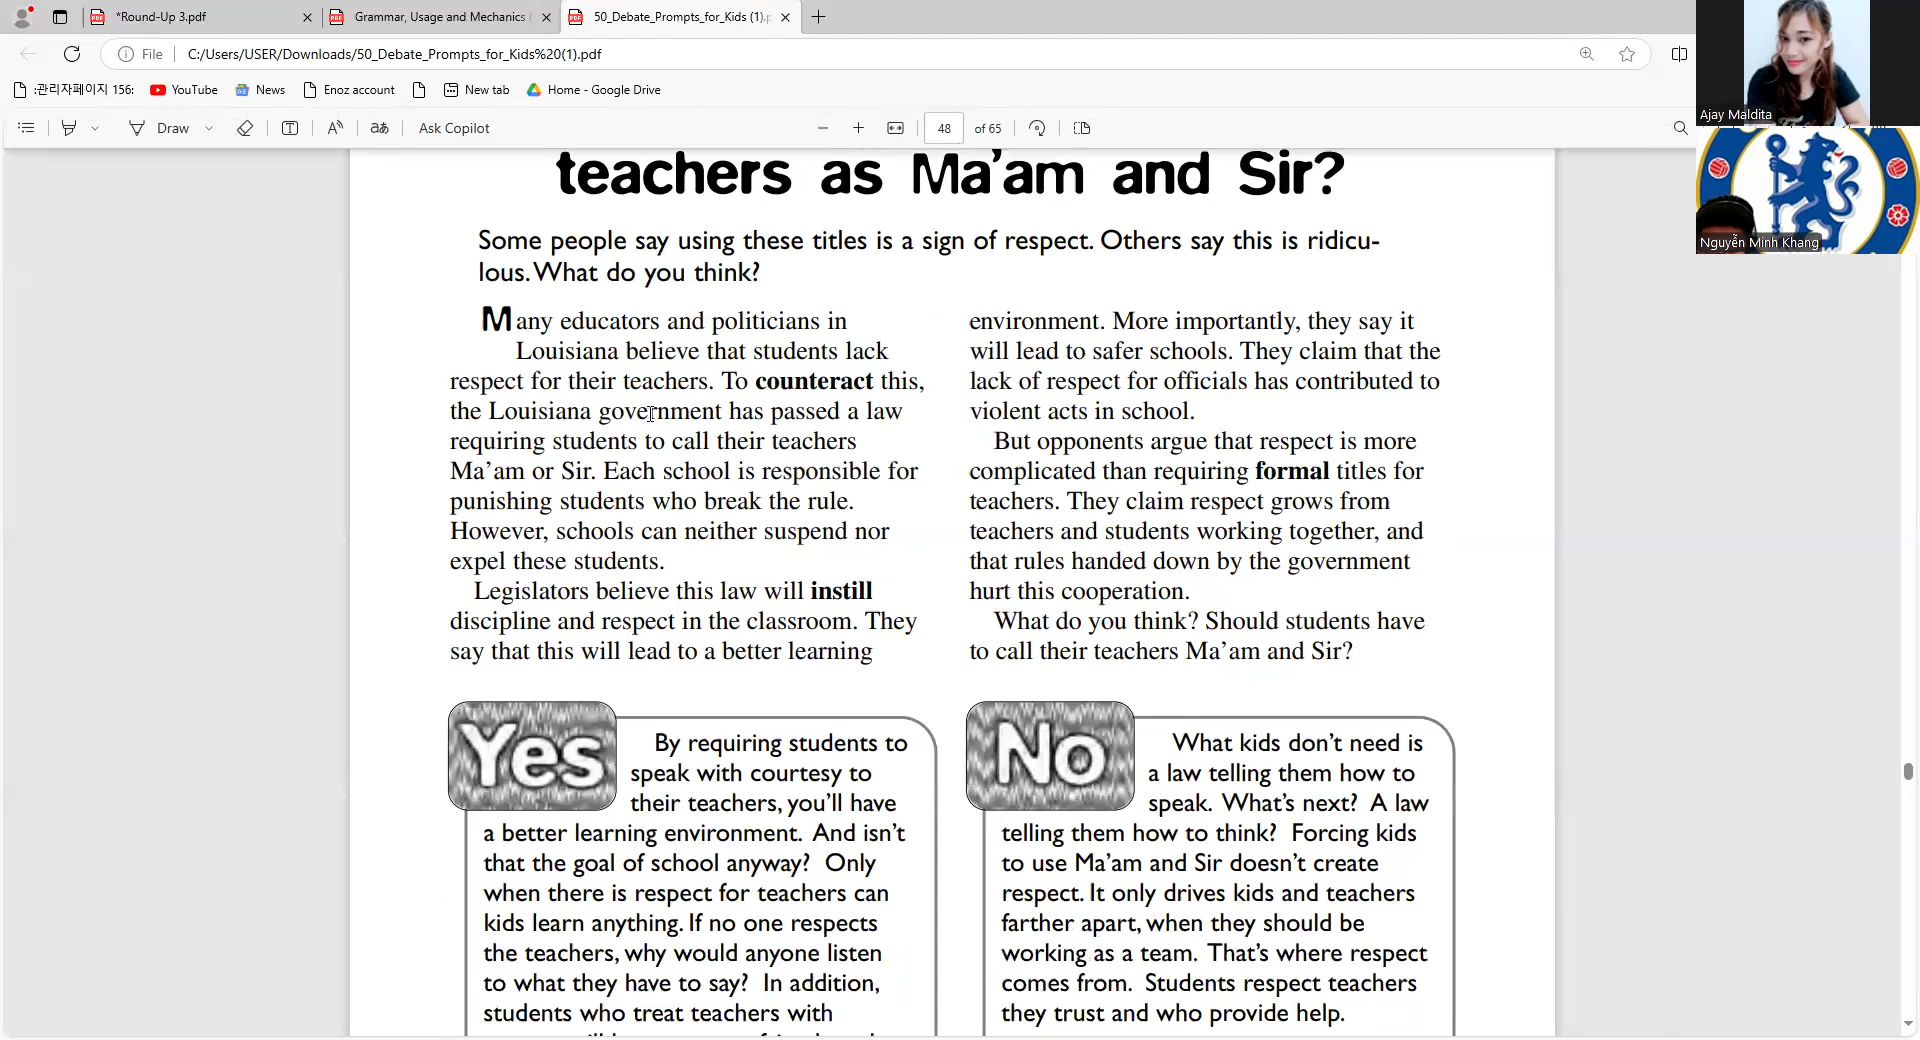 *Round-Up 3.pdf
Grammar, Usage and Mechanics
50_Debate_Prompts_for_Kids (1).p
File
C:/Users/USER/Downloads/50_Debate_Prompts_for_Kids%20(1).pdf
:관리자페이지 156:
YouTube
News
Enoz account
New tab
Home - Google Drive
Draw
Ask Copilot
48
of 65
Ajay Maldita
Nguyễn Minh Khang
teachers as Ma'am and Sir?
Some people say using these titles is a sign of respect. Others say this is ridicu-
lous. What do you think?
Many educators and politicians in
Louisiana believe that students lack
respect for their teachers. To counteract this,
the Louisiana government has passed a law
requiring students to call their teachers
Ma'am or Sir. Each school is responsible for
punishing students who break the rule.
However, schools can neither suspend nor
expel these students.
Legislators believe this law will instill
discipline and respect in the classroom. They
say that this will lead to a better learning
environment. More importantly, they say it
will lead to safer schools. They claim that the
lack of respect for officials has contributed to
violent acts in school.
But opponents argue that respect is more
complicated than requiring formal titles for
teachers. They claim respect grows from
teachers and students working together, and
that rules handed down by the government
hurt this cooperation.
What do you think? Should students have
to call their teachers Ma'am and Sir?
Yes
By requiring students to
speak with courtesy to
their teachers, you'll have
a better learning environment. And isn't
that the goal of school anyway? Only
when there is respect for teachers can
kids learn anything. If no one respects
the teachers, why would anyone listen
to what they have to say? In addition,
students who treat teachers with
No
What kids don't need is
a law telling them how to
speak. What's next? A law
telling them how to think? Forcing kids
to use Ma'am and Sir doesn't create
respect. It only drives kids and teachers
farther apart, when they should be
working as a team. That's where respect
comes from. Students respect teachers
they trust and who provide help.